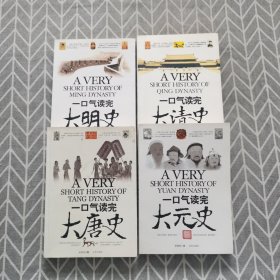 A VERY
SHORT HISTORY OF
MING DYNASTY
一口气读完
大明史
A VERY
SHORT HISTORY OF
QING DYNASTY
一口气读完
大清史
A VERY
SHORT HISTORY OF
TANG DYNASTY
一口气读完
大唐史
A VERY
SHORT HISTORY OF
YUAN DYNASTY
一口气读完
大元史